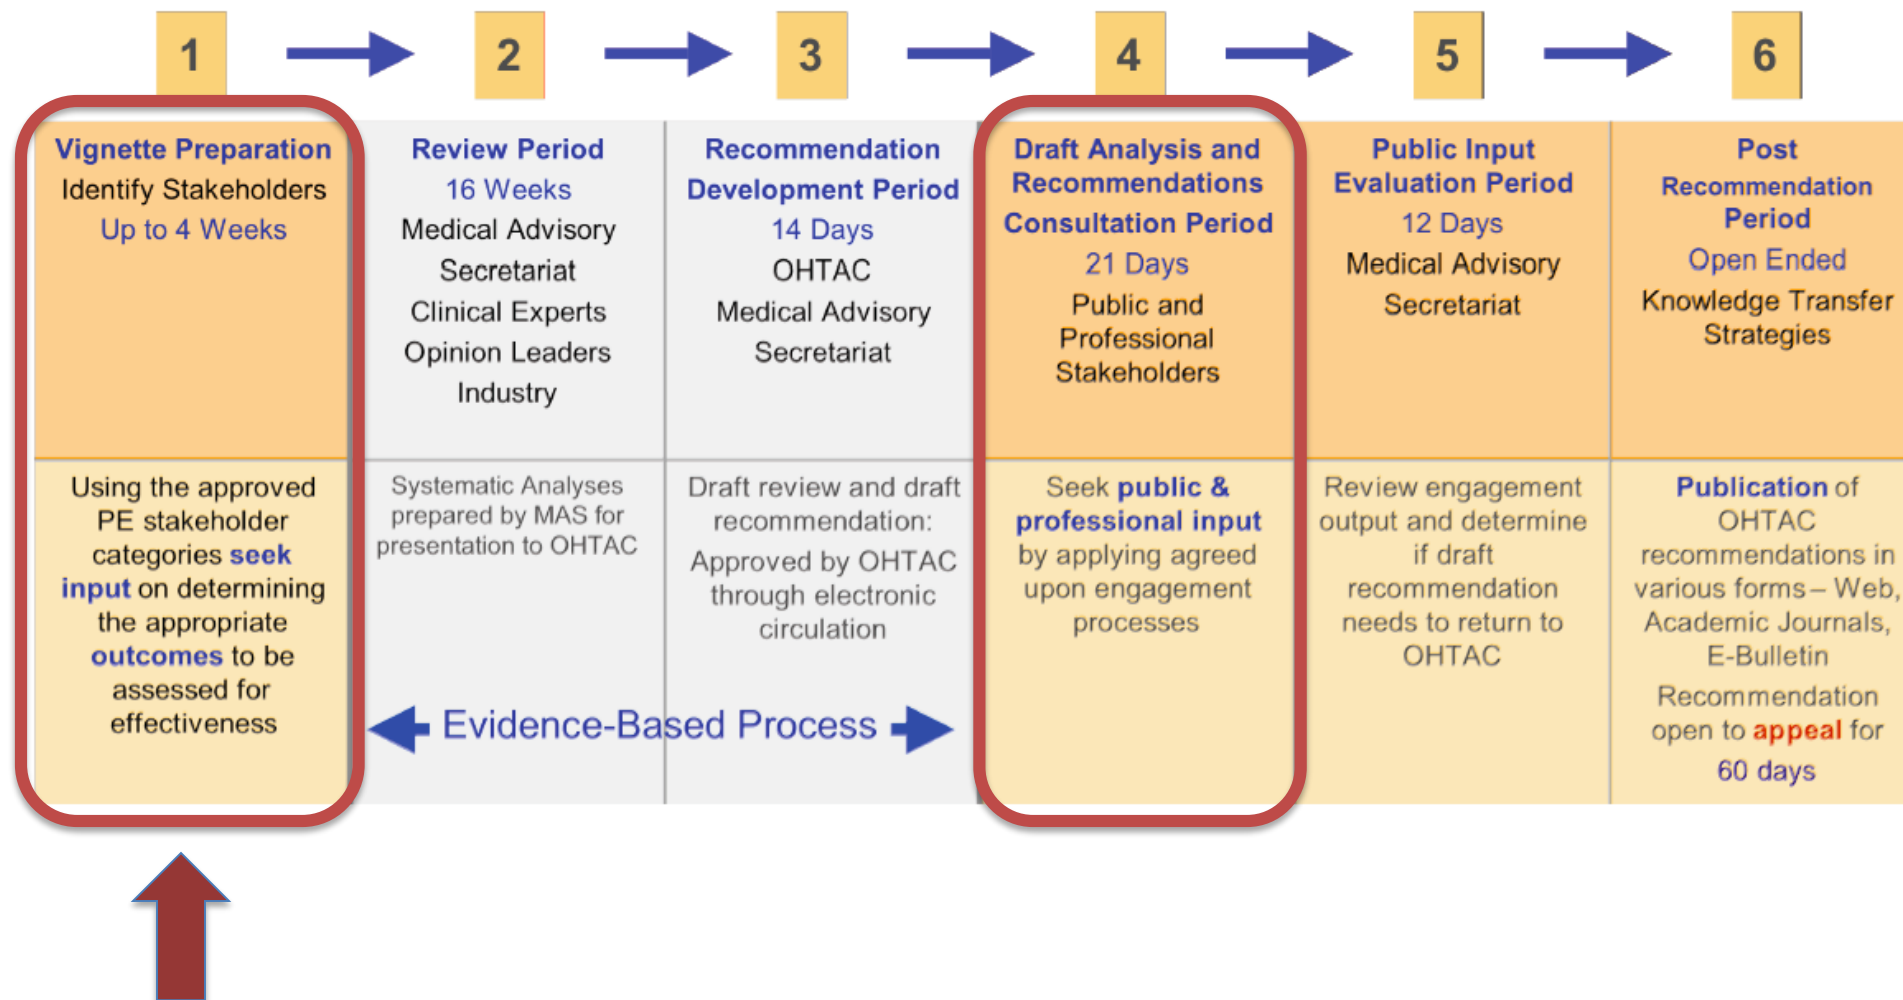 1
2
3
4
5
6
Vignette Preparation
Identify Stakeholders
Up to 4 Weeks
Review Period
16 Weeks
Medical Advisory
Secretariat
Clinical Experts
Opinion Leaders
Industry
Recommendation
Development Period
14 Days
OHTAC
Medical Advisory
Secretariat
Draft Analysis and
Recommendations
Consultation Period
21 Days
Public and
Professional
Stakeholders
Public Input
Evaluation Period
12 Days
Medical Advisory
Secretariat
Post
Recommendation
Period
Open Ended
Knowledge Transfer
Strategies
Using the approved
PE stakeholder
categories seek
input on determining
the appropriate
outcomes to be
assessed for
effectiveness
Systematic Analyses
prepared by MAS for
presentation to OHTAC
Draft review and draft
recommendation:
Approved by OHTAC
through electronic
circulation
Evidence-Based Process
Seek public &
professional input
by applying agreed
upon engagement
processes
Review engagement
output and determine
if draft
recommendation
needs to return to
OHTAC
Publication of
OHTAC
recommendations in
various forms – Web,
Academic Journals,
E-Bulletin
Recommendation
open to appeal for
60 days